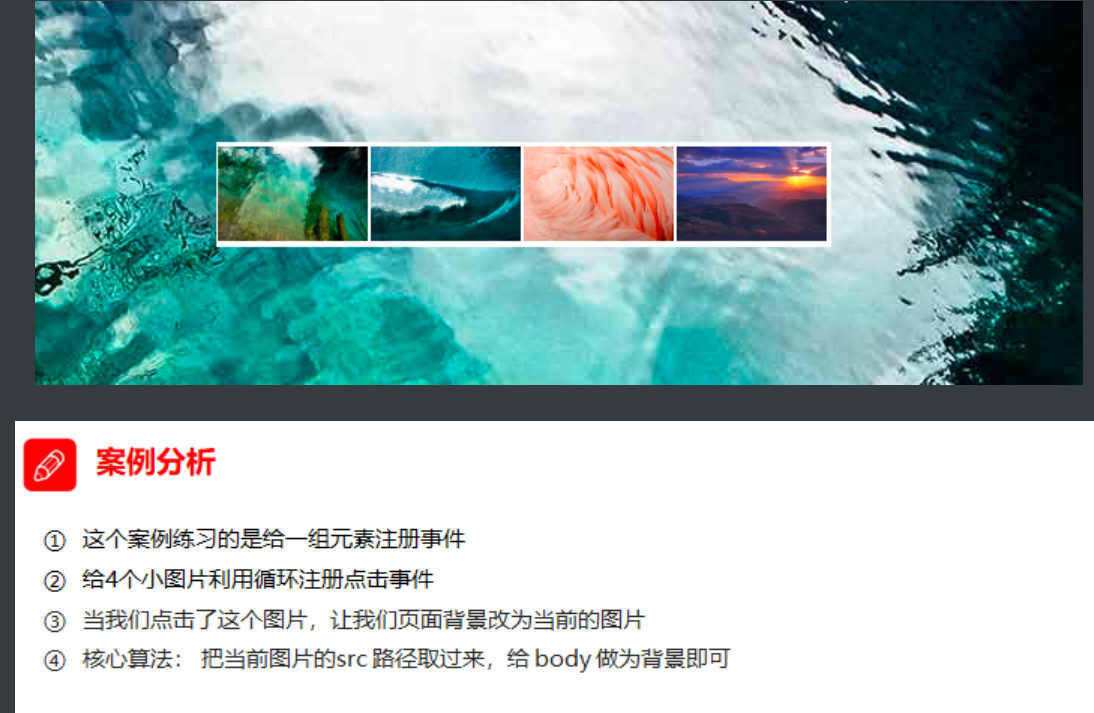 案例分析
① 这个案例练习的是给一组元素注册事件
② 给4个小图片利用循环注册点击事件
③ 当我们点击了这个图片，让我们页面背景改为当前的图片
④ 核心算法： 把当前图片的src 路径取过来，给 body 做为背景即可